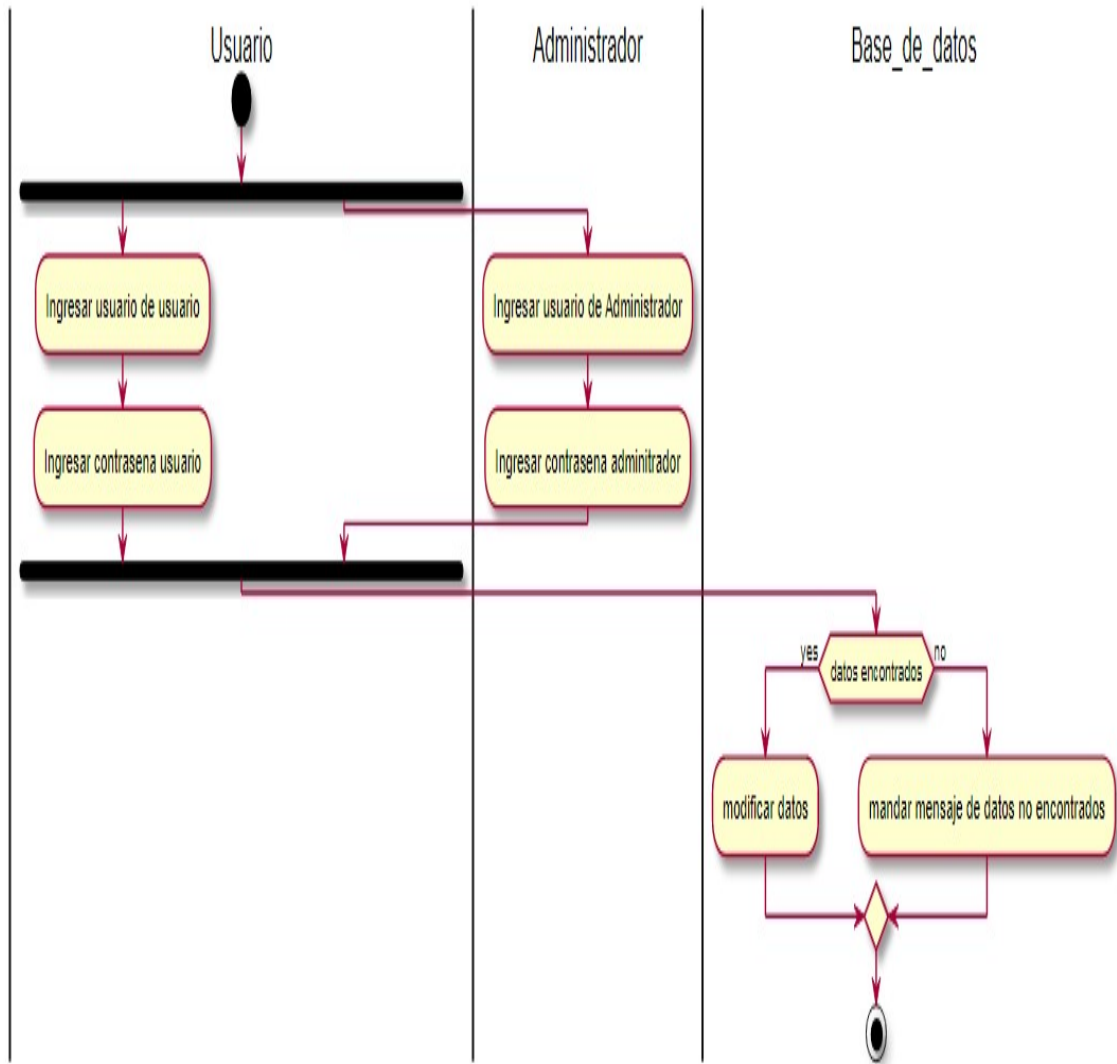 Usuario
Administrador
Base_de_datos
Ingresar usuario de usuario
Ingresar usuario de Administrador
Ingresar contrasena usuario
Ingresar contrasena adminitrador
yes
datos encontrados
no
modificar datos
mandar mensaje de datos no encontrados